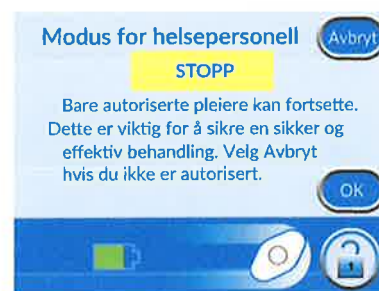 Modus for helsepersonell
Avbryt
STOPP
Bare autoriserte pleiere kan fortsette.
Dette er viktig for å sikre en sikker og
effektiv behandling. Velg Avbryt
hvis du ikke er autorisert.
OK